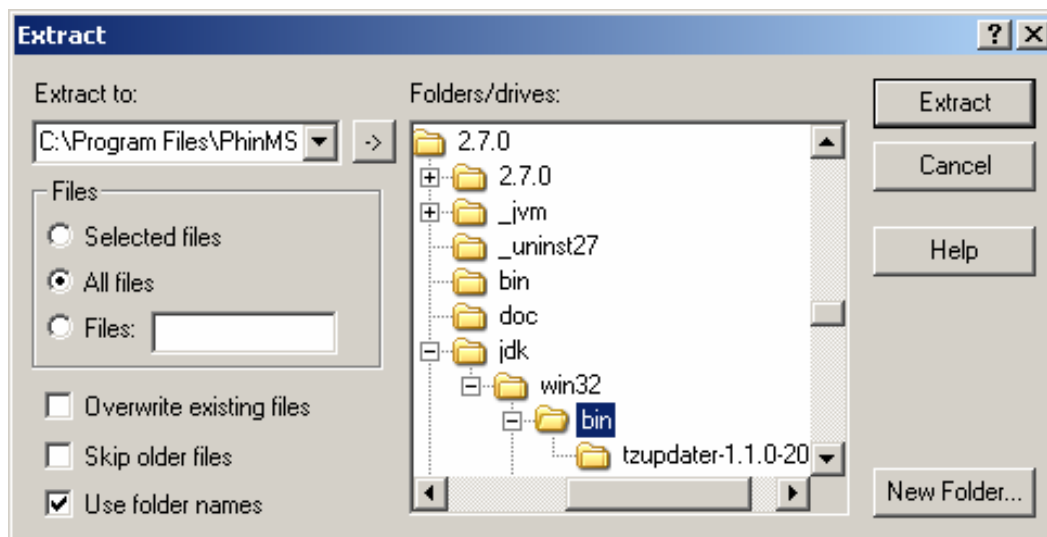 Extract
Extract to:
C:\Program Files\PhinMS
->
Files
Selected files
All files
Files:
Overwrite existing files
Skip older files
Use folder names
Folders/drives:
2.7.0
2.7.0
_jvm
_uninst27
bin
doc
jdk
win32
bin
tzupdater-1.1.0-20
Extract
Cancel
Help
New Folder...